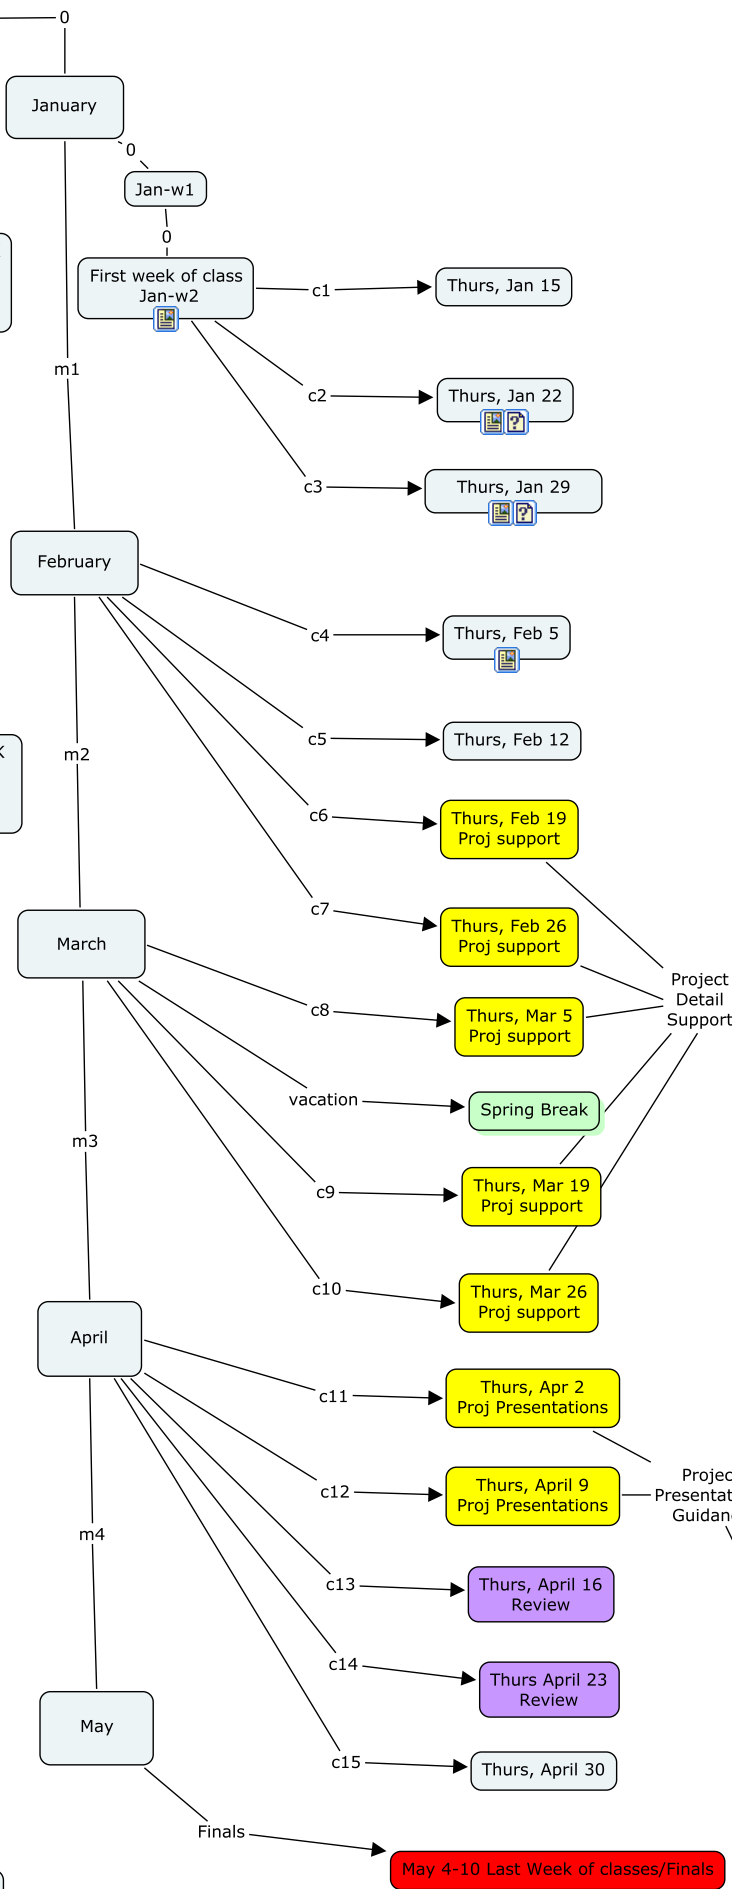 0
January
0
Jan-w1
0
First week of class
Jan-w2
c1
Thurs, Jan 15
m1
c2
Thurs, Jan 22
c3
Thurs, Jan 29
February
c4
Thurs, Feb 5
m2
c5
Thurs, Feb 12
c6
Thurs, Feb 19
Proj support
c7
Thurs, Feb 26
Proj support
March
c8
Thurs, Mar 5
Proj support
Project
Detail
Support
vacation
Spring Break
m3
c9
Thurs, Mar 19
Proj support
c10
Thurs, Mar 26
Proj support
April
c11
Thurs, Apr 2
Proj Presentations
c12
Thurs, April 9
Proj Presentations
m4
c13
Thurs, April 16
Review
c14
Thurs April 23
Review
May
c15
Thurs, April 30
Finals
May 4-10 Last Week of classes/Finals